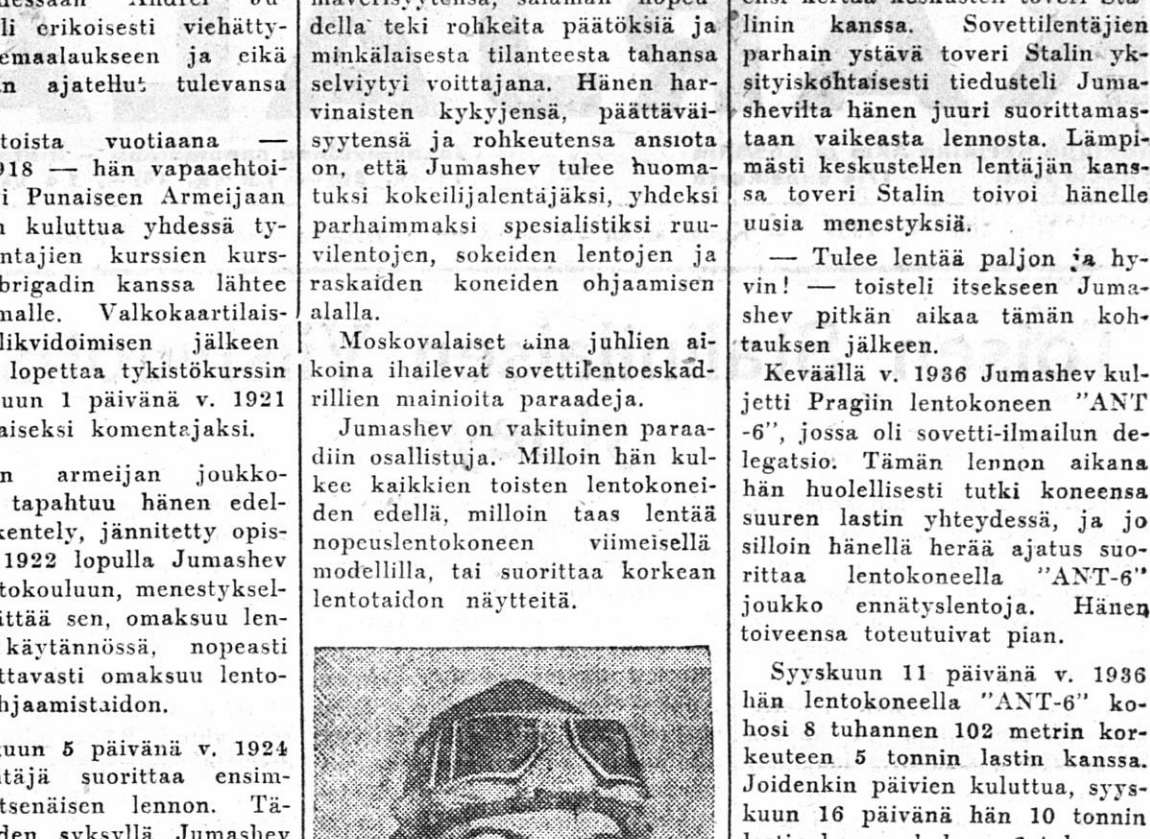 li erikoisesti viehätty-
emaalaukseen ja eikä
n ajatellut tulevansa
toista vuotiaana —
918 — hän vapaaehtoi-
i Punaiseen Armeijaan
n kuluttua yhdessä ty-
ntajien kurssien kurs-
brigadin kanssa lähtee
malle. Valkokaartilais-
likvidoimisen jälkeen
lopettaa tykistökurssin
uun 1 päivänä v. 1921
aiseksi komentajaksi.
n armeijan joukko-
tapahtuu hänen edel-
kentely, jännitetty opis-
1922 lopulla Jumashev
tokouluun, menestyksel-
ittää sen, omaksuu len-
käytännössä, nopeasti
ttavasti omaksuu lento-
hjaamistaidon.
uun 5 päivänä v. 1924
täjä suorittaa ensim-
tsenäisen lennon. Tä-
den syksyllä Jumashev
della teki rohkeita päätöksiä ja
minkälaisesta tilanteesta tahansa
selviytyi voittajana. Hänen har-
vinaisten kykyjensä, päättäväi-
syytensä ja rohkeutensa ansiota
on, että Jumashev tulee huoma-
tuksi kokeilijalentäjäksi, yhdeksi
parhaimmaksi spesialistiksi ruu-
vilentojen, sokeiden lentojen ja
raskaiden koneiden ohjaamisen
alalla.
Moskovalaiset aina juhlien ai-
koina ihailevat sovettilentoeskad-
rillien mainioita paraadeja.
Jumashev on vakituinen paraa-
diin osallistuja. Milloin hän kul-
kee kaikkien toisten lentokonei-
den edellä, milloin taas lentää
nopeuslentokoneen viimeisellä
modellilla, tai suorittaa korkean
lentotaidon näytteitä.
linin kanssa. Sovettilentäjien
parhain ystävä toveri Stalin yk-
sityiskohtaisesti tiedusteli Juma-
shevilta hänen juuri suorittamas-
taan vaikeasta lennosta. Lämpi-
mästi keskustellen lentäjän kans-
sa toveri Stalin toivoi hänelle
uusia menestyksiä.
— Tulee lentää paljon ja hy-
vin! — toisteli itsekseen Juma-
shev pitkän aikaa tämän koh-
tauksen jälkeen.
Keväällä v. 1936 Jumashev kul-
jetti Pragiin lentokoneen "ANT
-6", jossa oli sovetti-ilmailun de-
legatsio. Tämän lennon aikana
hän huolellisesti tutki koneensa
suuren lastin yhteydessä, ja jo
silloin hänellä herää ajatus suo-
rittaa lentokoneella "ANT-6"
joukko ennätyslentoja. Hänen
toiveensa toteutuivat pian.
Syyskuun 11 päivänä v. 1936
hän lentokoneella "ANT-6" ko-
hosi 8 tuhannen 102 metrin kor-
keuteen 5 tonnin lastin kanssa.
Joidenkin päivien kuluttua, syys-
kuun 16 päivänä hän 10 tonnin